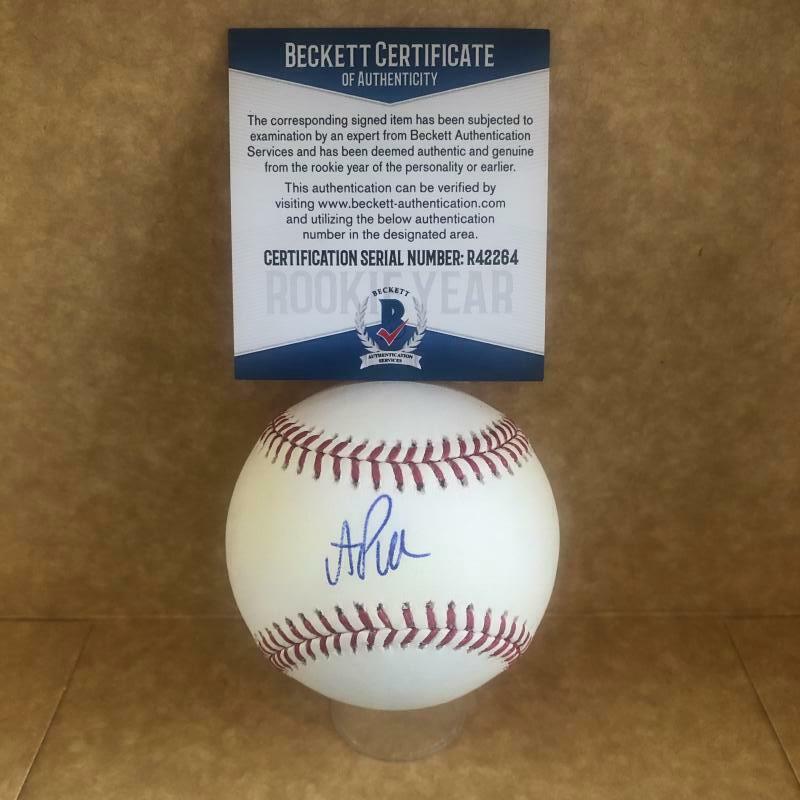 BECKETT CERTIFICATE
OF AUTHENTICITY
The corresponding signed item has been subjected to
examination by an expert from Beckett Authentication
Services and has been deemed authentic and genuine
from the rookie year of the personality or earlier.
This authentication can be verified by
visiting www.beckett-authentication.com
and utilizing the below authentication
number in the designated area.
CERTIFICATION SERIAL NUMBER: R42264
ROOKIE YEAR
BECKETT
B
AUTHENTICATION
SERVICES